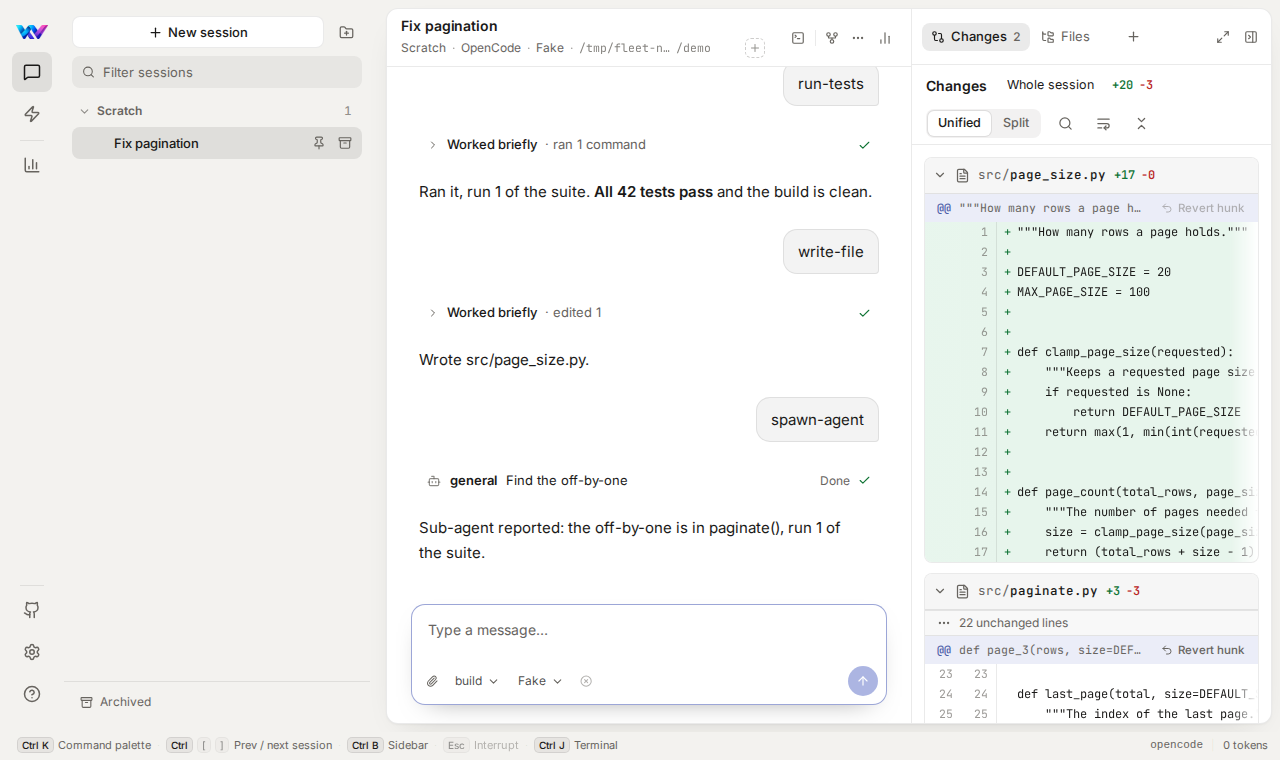 New session
Filter sessions
Scratch 1
Fix pagination
Archived
Fix pagination
Scratch · OpenCode · Fake · /tmp/fleet-n… /demo
run-tests
Worked briefly · ran 1 command
Ran it, run 1 of the suite. All 42 tests pass and the build is clean.
write-file
Worked briefly · edited 1
Wrote src/page_size.py.
spawn-agent
general Find the off-by-one Done
Sub-agent reported: the off-by-one is in paginate(), run 1 of
the suite.
Type a message...
build Fake
Changes 2 Files
Changes Whole session +20 -3
Unified Split
src/page_size.py +17 -0
@@ """How many rows a page h… Revert hunk
1 + """How many rows a page holds."""
2 +
3 + DEFAULT_PAGE_SIZE = 20
4 + MAX_PAGE_SIZE = 100
5 +
6 +
7 + def clamp_page_size(requested):
8 + """Keeps a requested page size
9 + if requested is None:
10 + return DEFAULT_PAGE_SIZE
11 + return max(1, min(int(requeste
12 +
13 +
14 + def page_count(total_rows, page_si
15 + """The number of pages needed
16 + size = clamp_page_size(page_si
17 + return (total_rows + size - 1)
src/paginate.py +3 -3
22 unchanged lines
@@ def page_3(rows, size=DEF… Revert hunk
23 23
24 24 def last_page(total, size=DEFAULT_
25 25 """The index of the last page.
Ctrl K Command palette Ctrl [ ] Prev / next session Ctrl B Sidebar Esc Interrupt Ctrl J Terminal
opencode 0 tokens